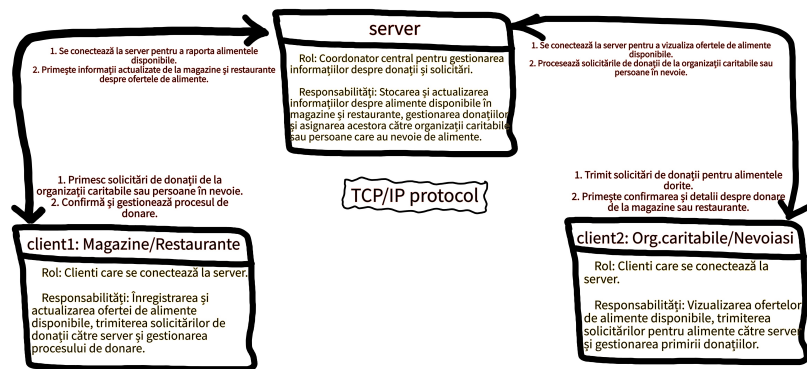 server
Rol: Coordonator central pentru gestionarea
informațiilor despre donații și solicitări.
Responsabilități: Stocarea și actualizarea
informațiilor despre alimente disponibile în
magazine și restaurante, gestionarea donațiilor
și asignarea acestora către organizații caritabile
sau persoane care au nevoie de alimente.
1. Se conectează la server pentru a raporta alimentele
disponibile.
2. Primește informații actualizate de la magazine și restaurante
despre ofertele de alimente.
1. Se conectează la server pentru a vizualiza ofertele de alimente
disponibile.
2. Procesează solicitările de donații de la organizații caritabile sau
persoane în nevoie.
1. Primesc solicitări de donații de la
organizații caritabile sau persoane în nevoie.
2. Confirmă și gestionează procesul de
donare.
TCP/IP protocol
1. Trimit solicitări de donații pentru alimentele
dorite.
2. Primește confirmarea și detalii despre donare
de la magazine sau restaurante.
client1: Magazine/Restaurante
Rol: Clienti care se conectează la server.
Responsabilități: Înregistrarea și
actualizarea ofertei de alimente
disponibile, trimiterea solicitărilor de
donații către server și gestionarea
procesului de donare.
client2: Org.caritabile/Nevoiasi
Rol: Clienti care se conectează la
server.
Responsabilități: Vizualizarea ofertelor
de alimente disponibile, trimiterea
solicitărilor pentru alimente către server
și gestionarea primirii donațiilor.